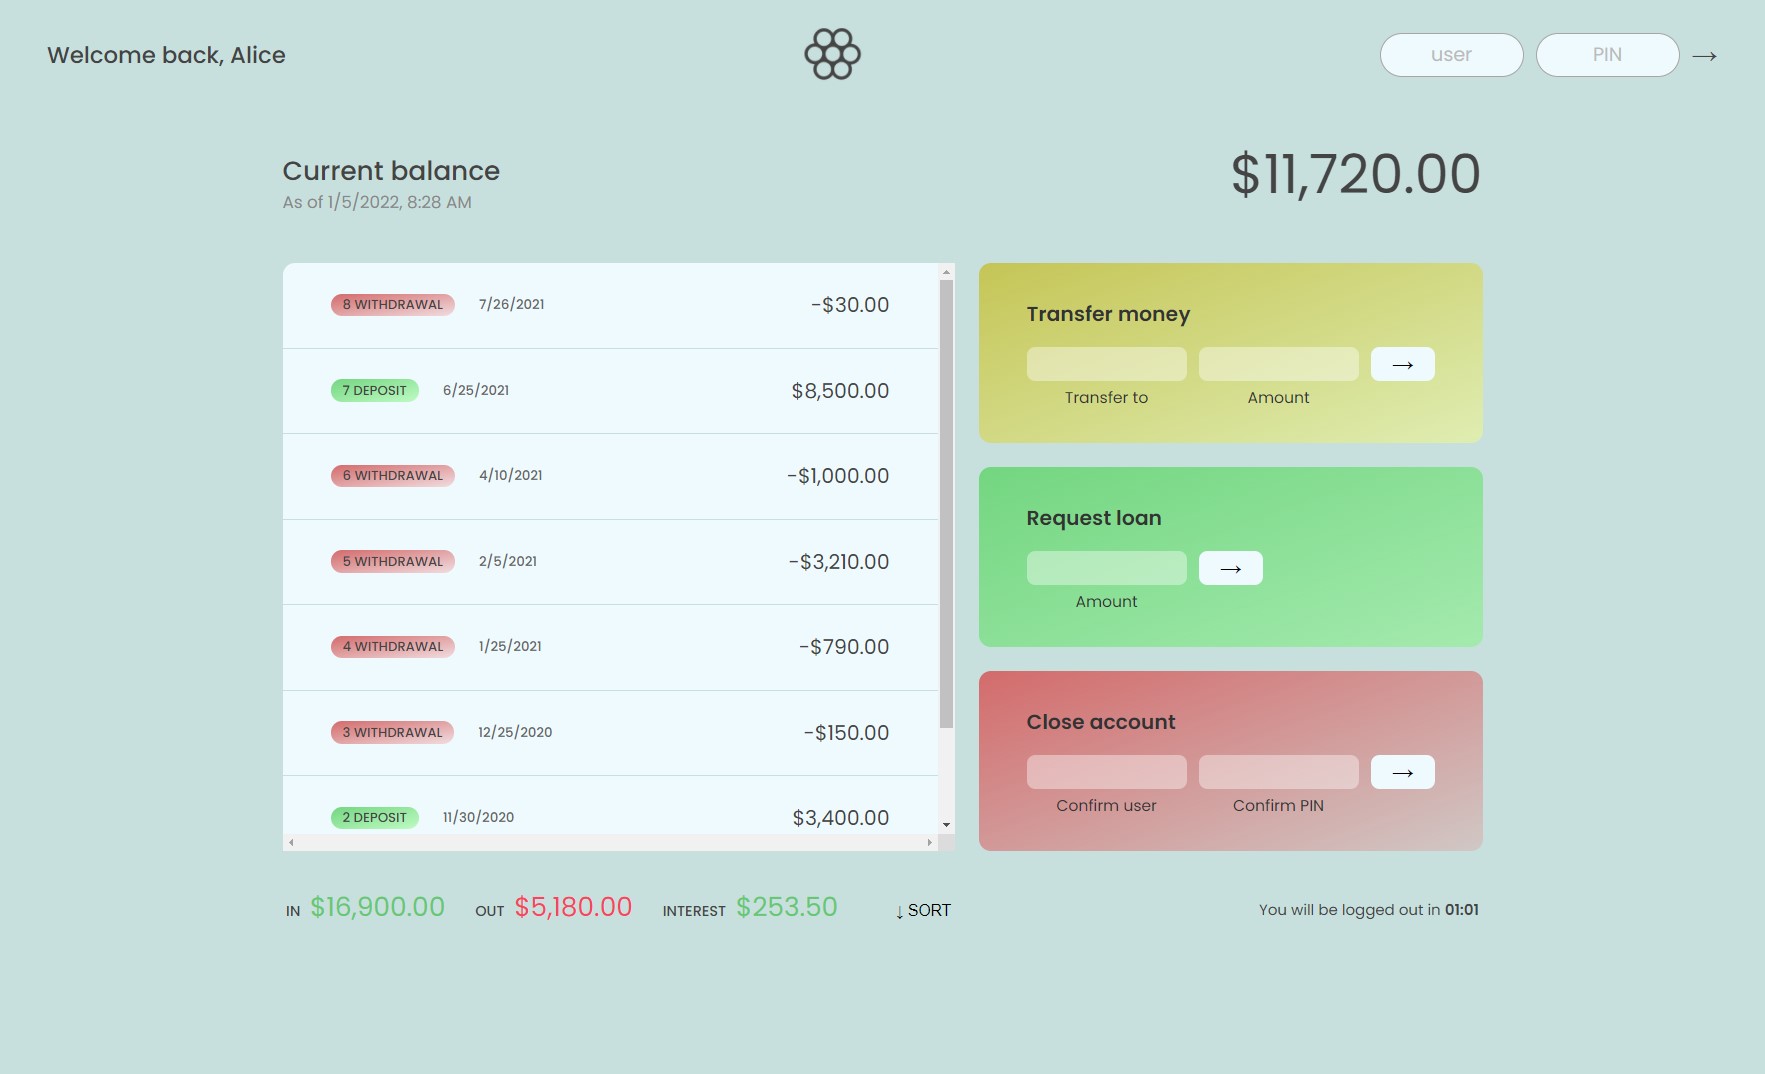 Welcome back, Alice
user
PIN
→
Current balance
As of 1/5/2022, 8:28 AM
$11,720.00
8 WITHDRAWAL 7/26/2021 -$30.00
7 DEPOSIT 6/25/2021 $8,500.00
6 WITHDRAWAL 4/10/2021 -$1,000.00
5 WITHDRAWAL 2/5/2021 -$3,210.00
4 WITHDRAWAL 1/25/2021 -$790.00
3 WITHDRAWAL 12/25/2020 -$150.00
2 DEPOSIT 11/30/2020 $3,400.00
Transfer money
→
Transfer to Amount
Request loan
→
Amount
Close account
→
Confirm user Confirm PIN
IN $16,900.00 OUT $5,180.00 INTEREST $253.50 ↓ SORT
You will be logged out in 01:01